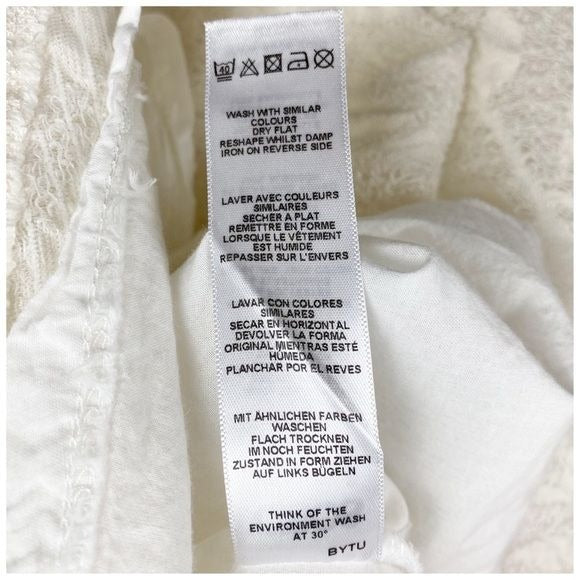 40
WASH WITH SIMILAR
COLOURS
DRY FLAT
RESHAPE WHILST DAMP
IRON ON REVERSE SIDE
LAVER AVEC COULEURS
SIMILAIRES
SECHER A PLAT
REMETTRE EN FORME
LORSQUE LE VÊTEMENT
EST HUMIDE
REPASSER SUR L'ENVERS
LAVAR CON COLORES
SIMILARES
SECAR EN HORIZONTAL
DEVOLVER LA FORMA
ORIGINAL MIENTRAS ESTÉ
HÚMEDA
PLANCHAR POR EL REVES
MIT ÄHNLICHEN FARBEN
WASCHEN
FLACH TROCKNEN
IM NOCH FEUCHTEN
ZUSTAND IN FORM ZIEHEN
AUF LINKS BÜGELN
THINK OF THE
ENVIRONMENT WASH
AT 30°
BYTU